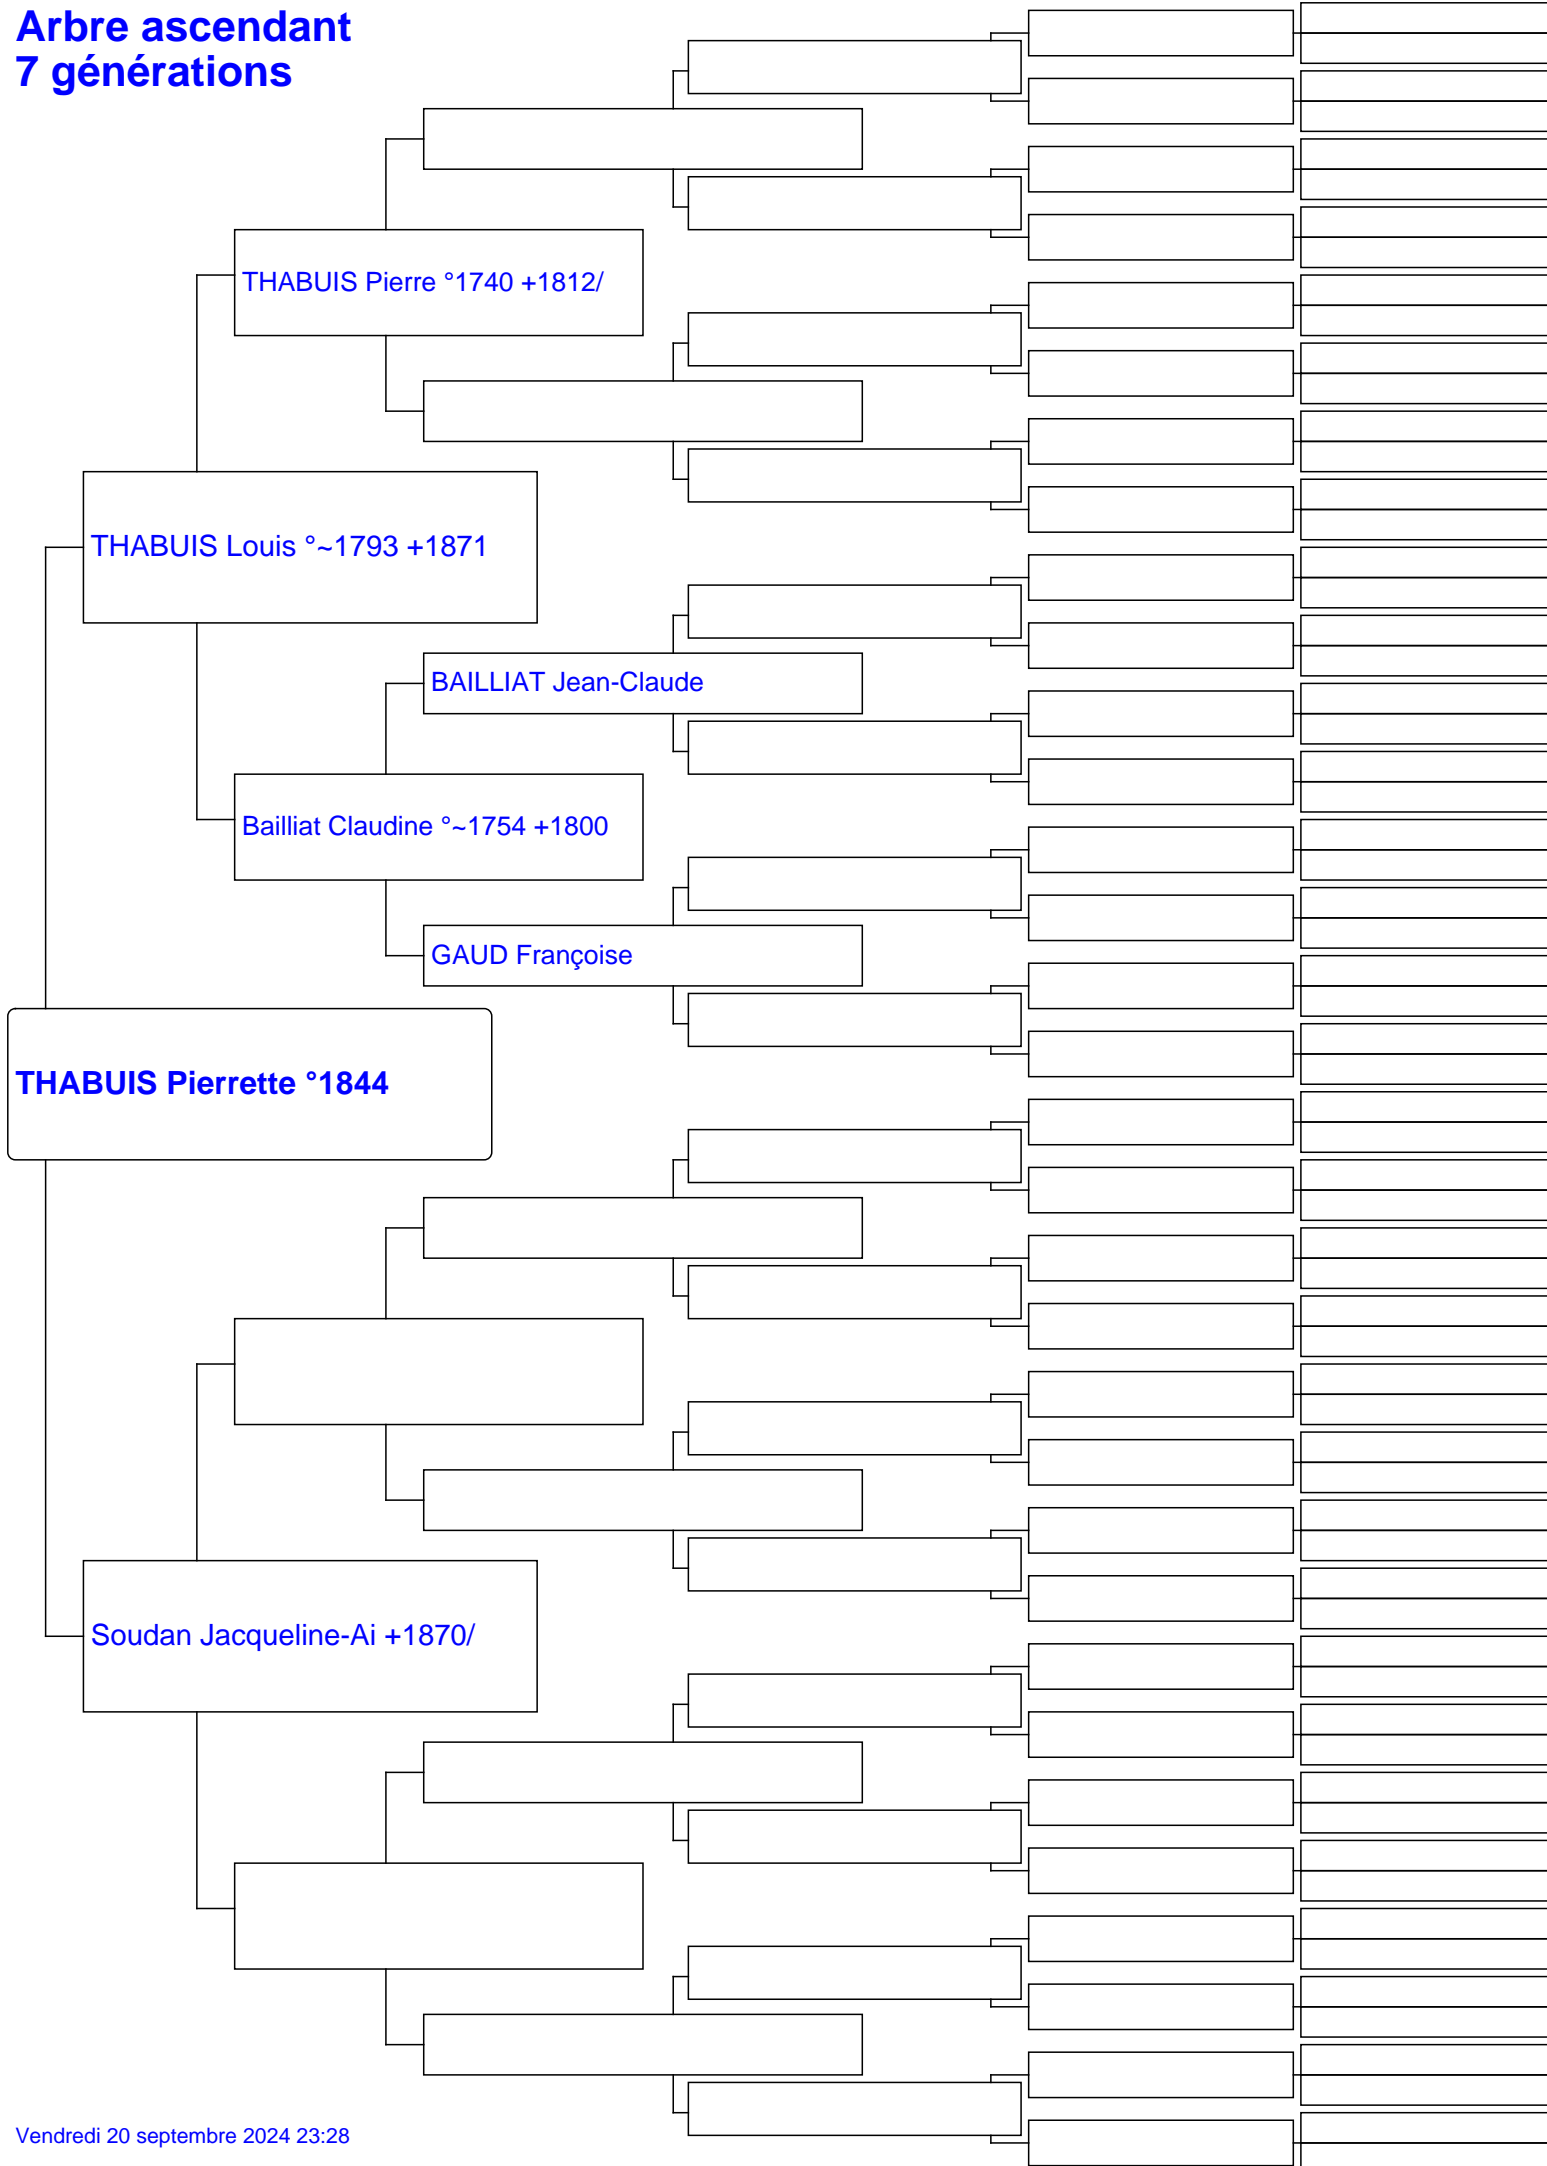 Arbre ascendant
7 générations
THABUIS Pierre °1740 +1812/
THABUIS Louis °~1793 +1871
BAILLIAT Jean-Claude
Bailliat Claudine °~1754 +1800
GAUD Françoise
THABUIS Pierrette °1844
Soudan Jacqueline-Ai +1870/
Vendredi 20 septembre 2024 23:28